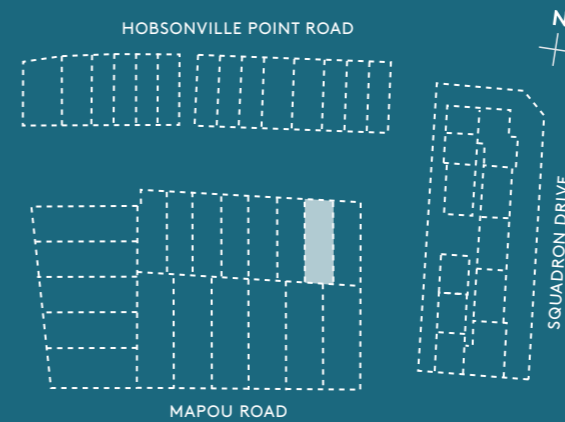 HOBSONVILLE POINT ROAD
N
SQUADRON DRIVE
MAPOU ROAD